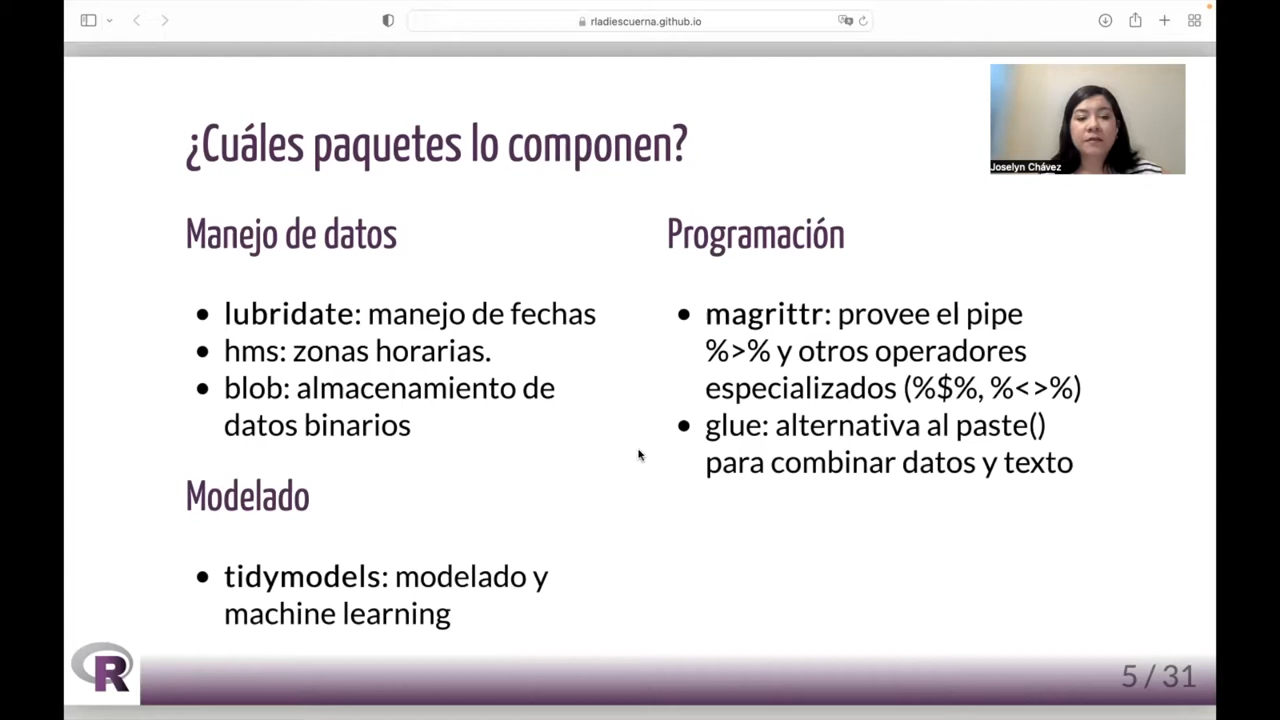 rladiescuerna.github.io
¿Cuáles paquetes lo componen?
Joselyn Chávez
Manejo de datos
• lubridate: manejo de fechas
• hms: zonas horarias.
• blob: almacenamiento de
datos binarios
Modelado
• tidymodels: modelado y
machine learning
Programación
• magrittr: provee el pipe
%>% y otros operadores
especializados (%$%, %<>%)
• glue: alternativa al paste()
para combinar datos y texto
R
5 / 31